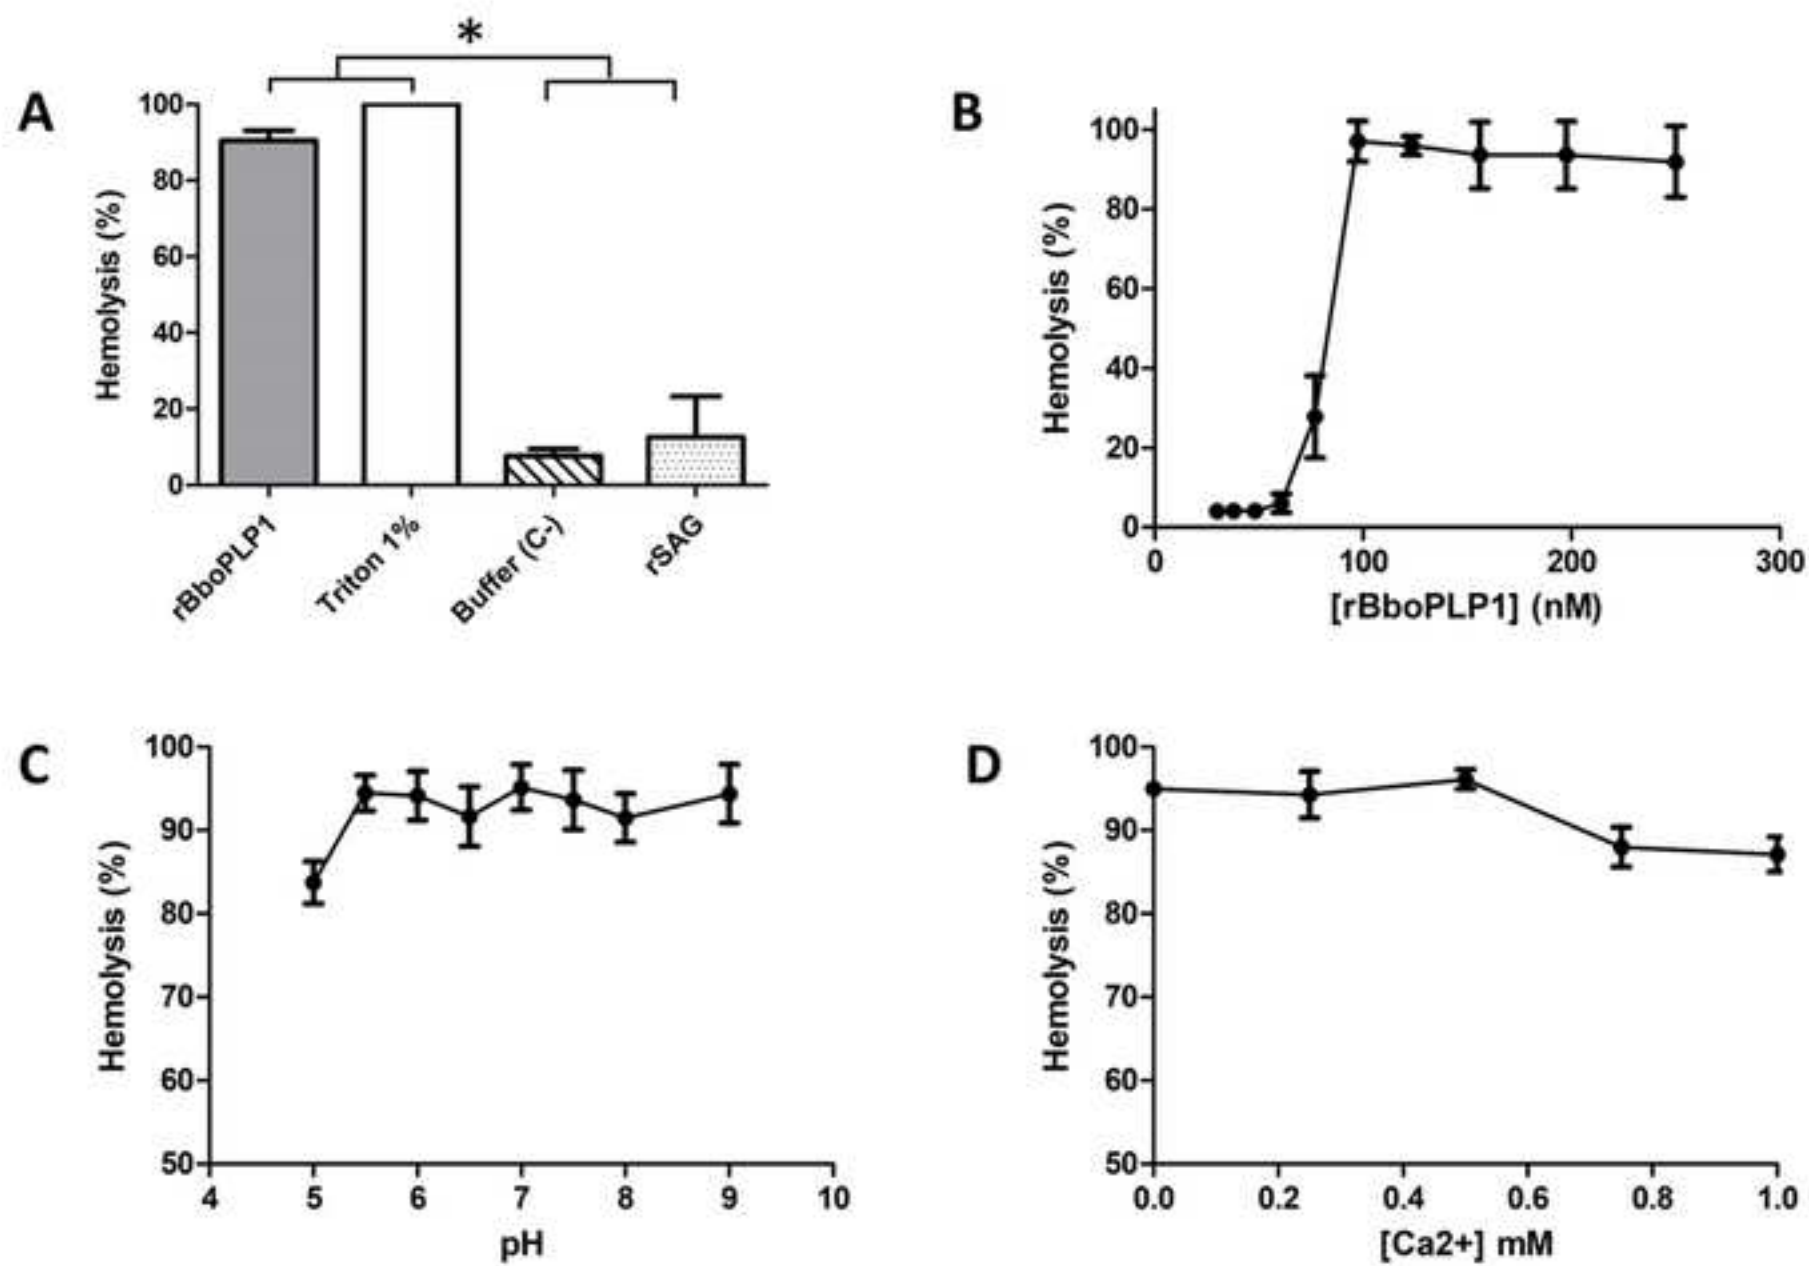 *
A
100
80
60
40
20
0
Hemolysis (%)
rBboPLP1
Triton 1%
Buffer (C-)
rSAG
B
100
80
60
40
20
0
Hemolysis (%)
0 100 200 300
[rBboPLP1] (nM)
C
100
90
80
70
60
50
Hemolysis (%)
4 5 6 7 8 9 10
pH
D
100
90
80
70
60
50
Hemolysis (%)
0.0 0.2 0.4 0.6 0.8 1.0
[Ca2+] mM